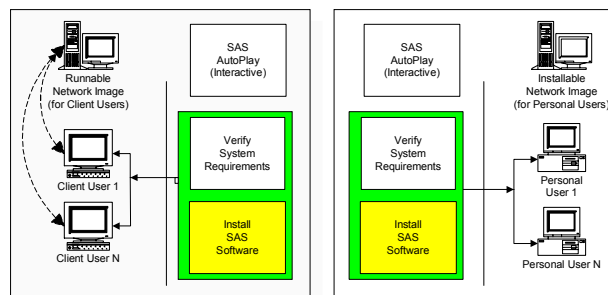 Runnable
Network Image
(for Client Users)
Client User 1
Client User N
SAS
AutoPlay
(Interactive)
Verify
System
Requirements
Install
SAS
Software
SAS
AutoPlay
(Interactive)
Verify
System
Requirements
Install
SAS
Software
Installable
Network Image
(for Personal Users)
Personal
User 1
Personal User N